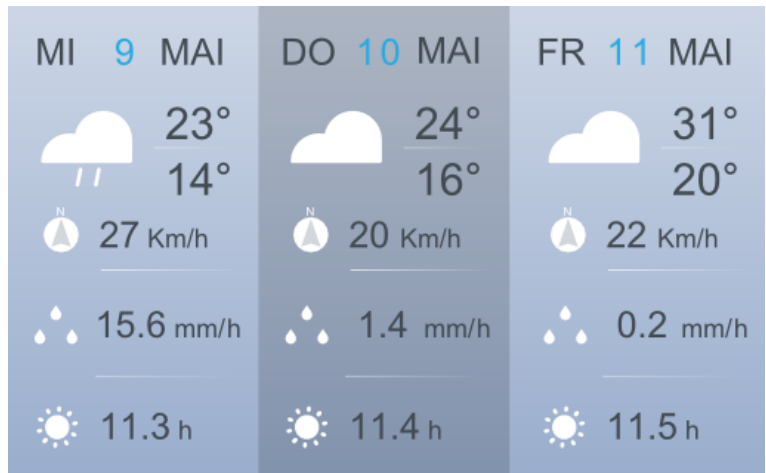 MI 9 MAI
23°
14°
N
27 Km/h
15.6 mm/h
11.3 h
DO 10 MAI
24°
16°
N
20 Km/h
1.4 mm/h
11.4 h
FR 11 MAI
31°
20°
N
22 Km/h
0.2 mm/h
11.5 h